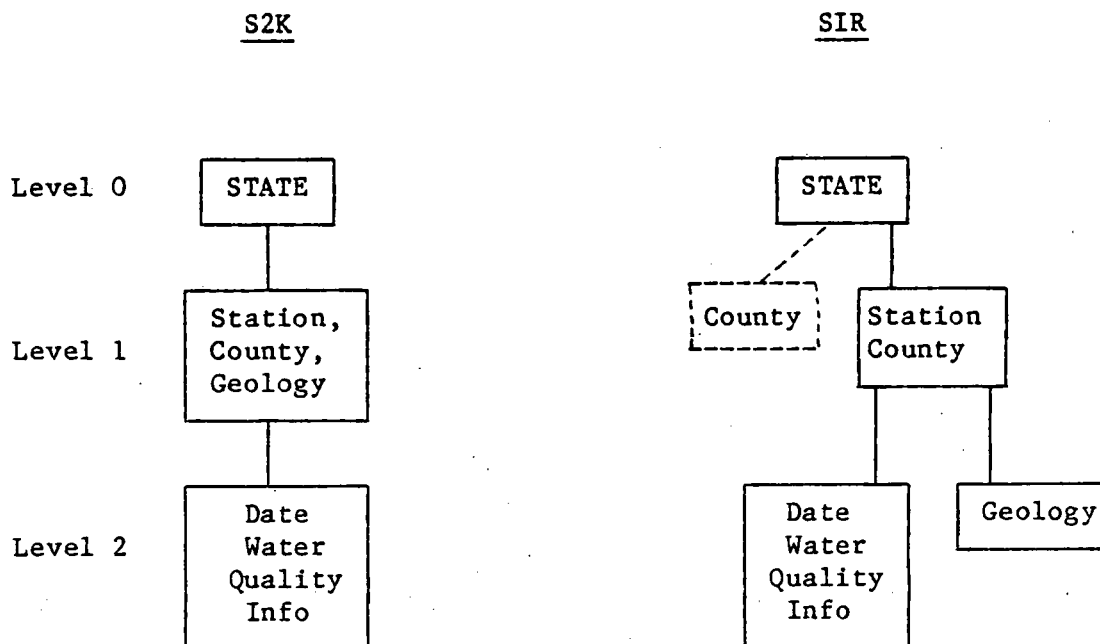 S2K
SIR
Level 0
STATE
STATE
Level 1
Station,
County,
Geology
County
Station
County
Level 2
Date
Water
Quality
Info
Date
Water
Quality
Info
Geology